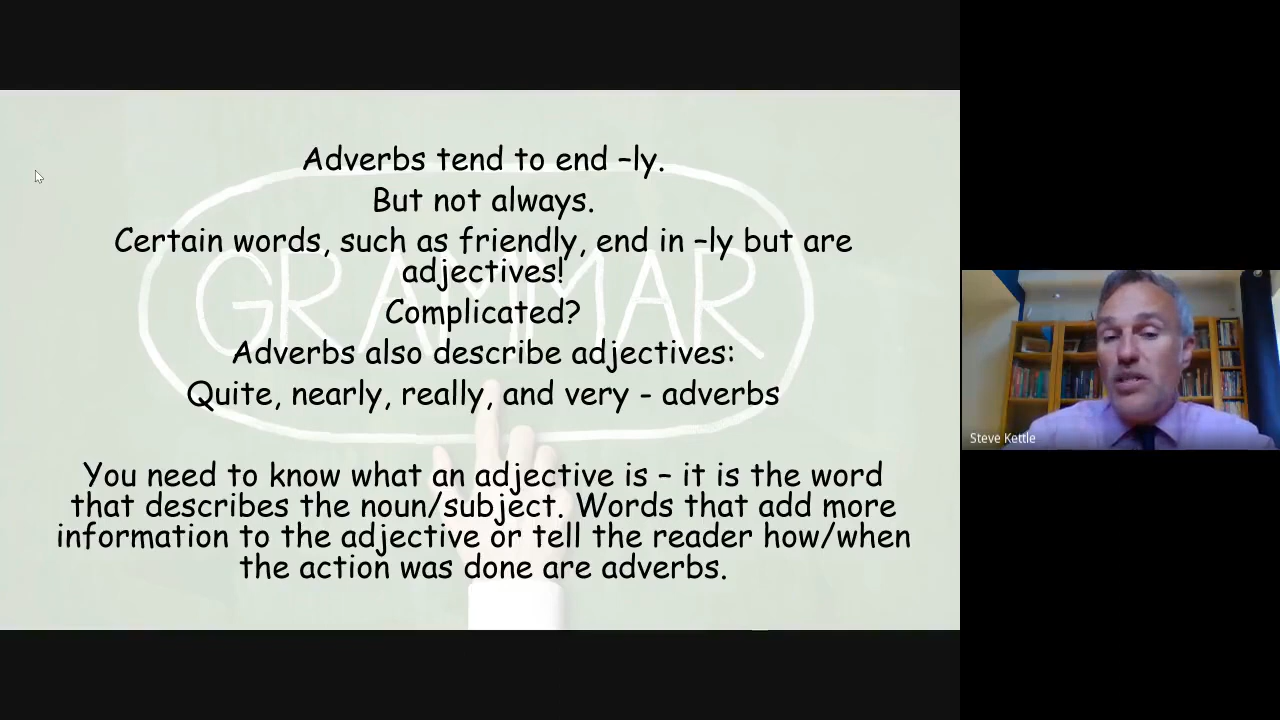 Adverbs tend to end –ly.
But not always.
Certain words, such as friendly, end in –ly but are
adjectives!
Complicated?
Adverbs also describe adjectives:
Quite, nearly, really, and very - adverbs
You need to know what an adjective is – it is the word
that describes the noun/subject. Words that add more
information to the adjective or tell the reader how/when
the action was done are adverbs.
GRAMMAR
Steve Kettle